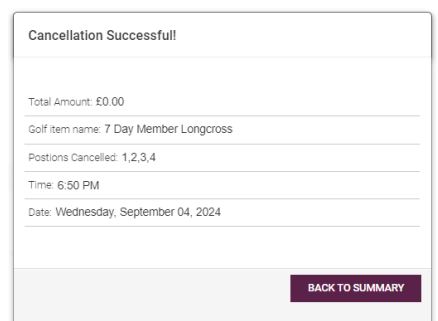 Cancellation Successful!
Total Amount: £0.00
Golf item name: 7 Day Member Longcross
Postions Cancelled: 1,2,3,4
Time: 6:50 PM
Date: Wednesday, September 04, 2024
BACK TO SUMMARY